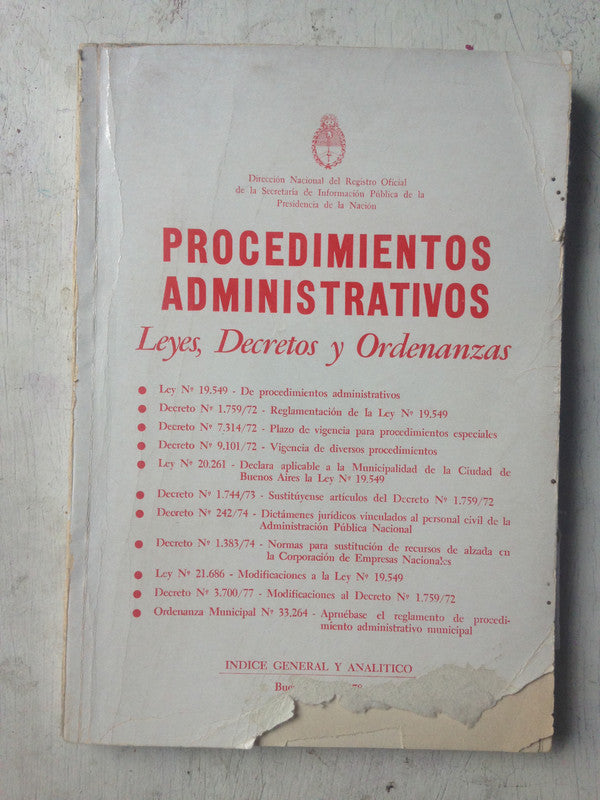 Dirección Nacional del Registro Oficial
de la Secretaría de Información Pública de la
Presidencia de la Nación
PROCEDIMIENTOS
ADMINISTRATIVOS
Leyes, Decretos y Ordenanzas
● Ley Nº 19.549 - De procedimientos administrativos
● Decreto Nº 1.759/72 - Reglamentación de la Ley Nº 19.549
● Decreto Nº 7.314/72 - Plazo de vigencia para procedimientos especiales
● Decreto Nº 9.101/72 - Vigencia de diversos procedimientos
● Ley Nº 20.261 - Declara aplicable a la Municipalidad de la Ciudad de
Buenos Aires la Ley Nº 19.549
● Decreto Nº 1.744/73 - Sustitúyense artículos del Decreto Nº 1.759/72
● Decreto Nº 242/74 - Dictámenes jurídicos vinculados al personal civil de la
Administración Pública Nacional
● Decreto Nº 1.383/74 - Normas para sustitución de recursos de alzada en
la Corporación de Empresas Nacionales
● Ley Nº 21.686 - Modificaciones a la Ley Nº 19.549
● Decreto Nº 3.700/77 - Modificaciones al Decreto Nº 1.759/72
● Ordenanza Municipal Nº 33.264 - Apruébase el reglamento de procedi-
miento administrativo municipal
INDICE GENERAL Y ANALITICO